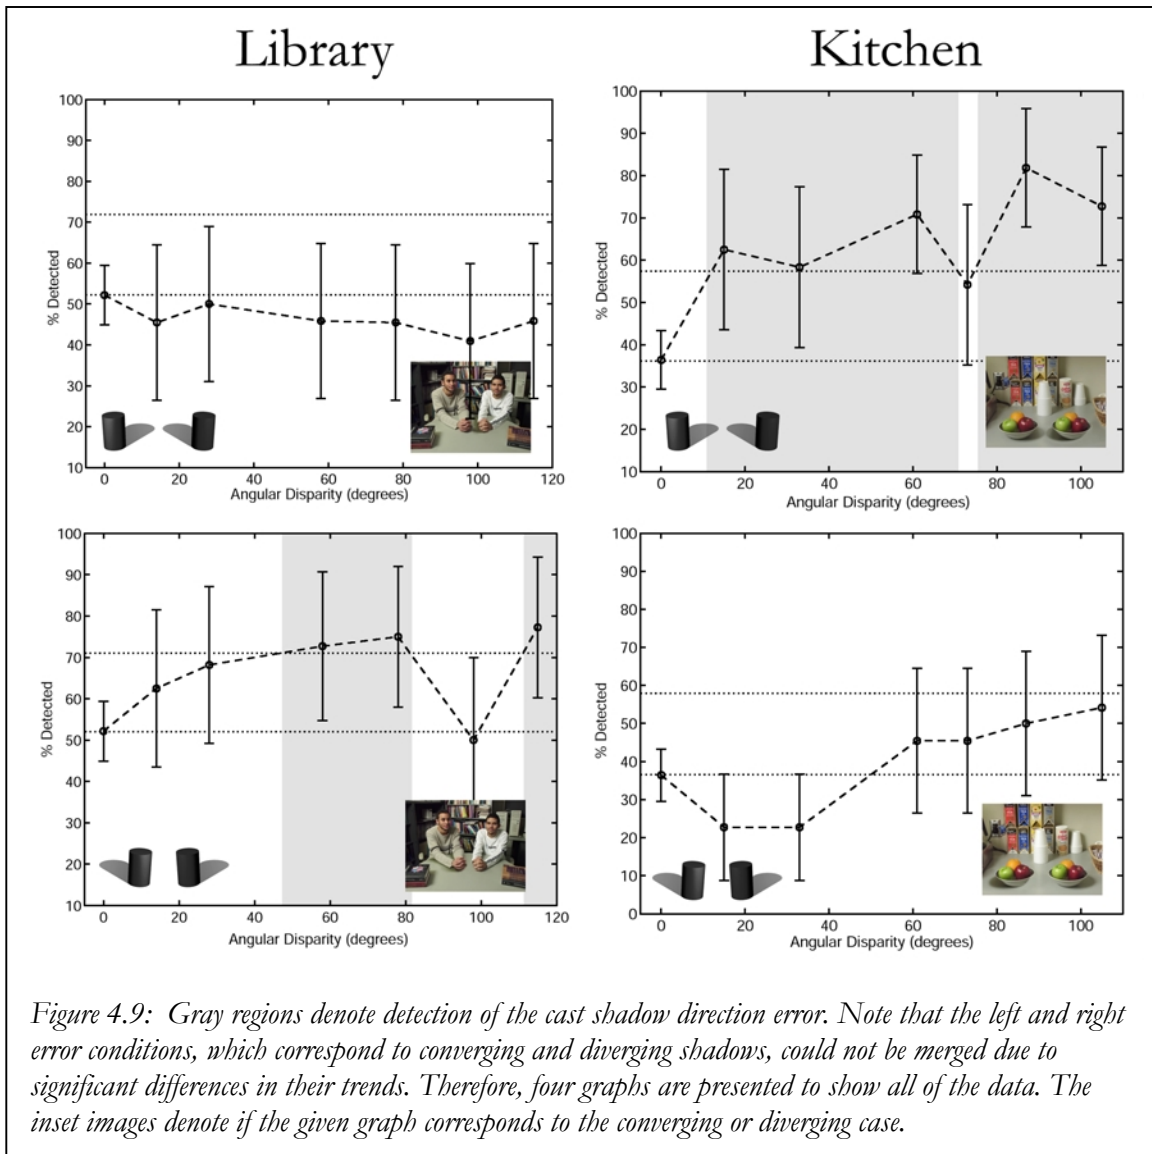 Library
Kitchen
100
90
80
70
60
50
40
30
20
10
% Detected
0 20 40 60 80 100 120
Angular Disparity (degrees)
100
90
80
70
60
50
40
30
20
10
% Detected
0 20 40 60 80 100
Angular Disparity (degrees)
100
90
80
70
60
50
40
30
20
10
% Detected
0 20 40 60 80 100 120
Angular Disparity (degrees)
100
90
80
70
60
50
40
30
20
10
0
% Detected
0 20 40 60 80 100
Angular Disparity (degrees)
Figure 4.9: Gray regions denote detection of the cast shadow direction error. Note that the left and right
error conditions, which correspond to converging and diverging shadows, could not be merged due to
significant differences in their trends. Therefore, four graphs are presented to show all of the data. The
inset images denote if the given graph corresponds to the converging or diverging case.